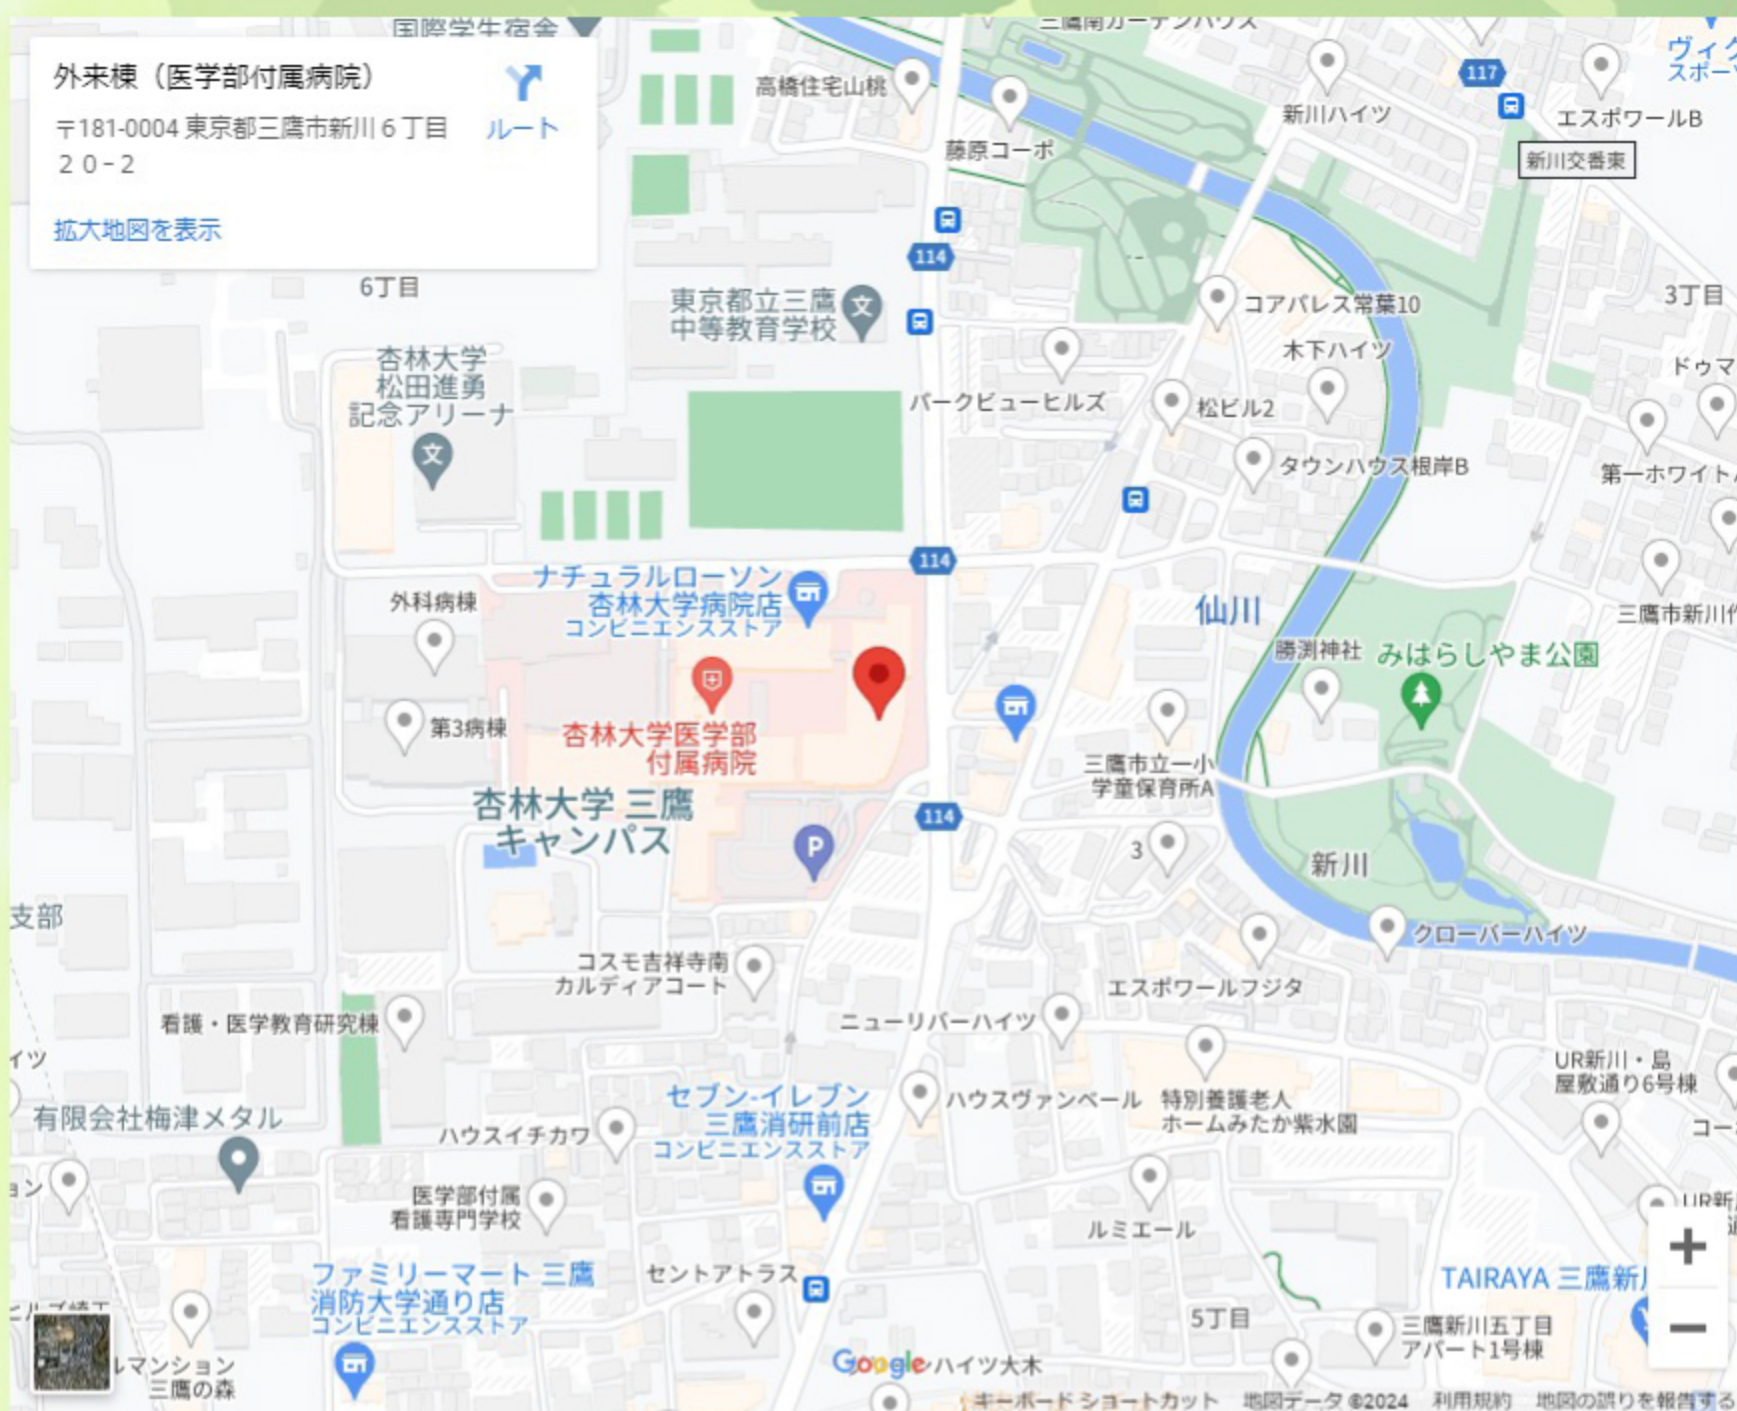 国際学生宿舎
三鷹南ガーデンハウス
外来棟（医学部付属病院）
〒181-0004 東京都三鷹市新川６丁目
２０−２
ルート
拡大地図を表示
高橋住宅山桃
藤原コーポ
新川ハイツ
117
エスポワールB
新川交番東
114
6丁目
東京都立三鷹
中等教育学校
コアパレス常葉10
3丁目
木下ハイツ
杏林大学
松田進勇
記念アリーナ
パークビューヒルズ
松ビル2
タウンハウス根岸B
114
ナチュラルローソン
杏林大学病院店
コンビニエンスストア
外科病棟
仙川
勝渕神社
みはらしやま公園
第3病棟
杏林大学医学部
付属病院
三鷹市立一小
学童保育所A
杏林大学 三鷹
キャンパス
114
P
3
新川
支部
クローバーハイツ
コスモ吉祥寺南
カルディアコート
エスポワールフジタ
看護・医学教育研究棟
ニューリバーハイツ
UR新川・島
屋敷通り6号棟
セブン-イレブン
三鷹消研前店
コンビニエンスストア
ハウスヴァンベール
特別養護老人
ホームみたか紫水園
有限会社梅津メタル
ハウスイチカワ
医学部付属
看護専門学校
ルミエール
ファミリーマート 三鷹
消防大学通り店
コンビニエンスストア
セントアトラス
TAIRAYA 三鷹新
5丁目
三鷹新川五丁目
アパート1号棟
ルマンション
三鷹の森
Google
ハイツ大木
キーボード ショートカット
地図データ ©2024
利用規約
地図の誤りを報告する